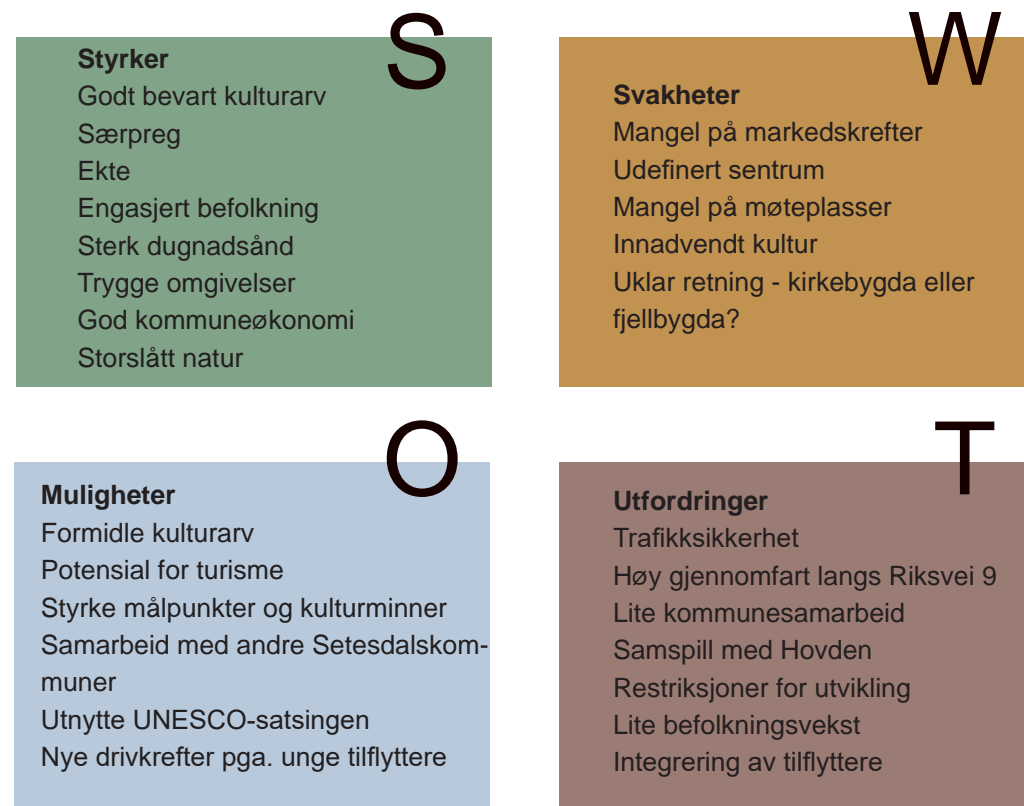 S
Styrker
Godt bevart kulturarv
Særpreg
Ekte
Engasjert befolkning
Sterk dugnadsånd
Trygge omgivelser
God kommuneøkonomi
Storslått natur
W
Svakheter
Mangel på markedskrefter
Udefinert sentrum
Mangel på møteplasser
Innadvendt kultur
Uklar retning - kirkebygda eller
fjellbygda?
O
Muligheter
Formidle kulturarv
Potensial for turisme
Styrke målpunkter og kulturminner
Samarbeid med andre Setesdalskom-
muner
Utnytte UNESCO-satsingen
Nye drivkrefter pga. unge tilflyttere
T
Utfordringer
Trafikksikkerhet
Høy gjennomfart langs Riksvei 9
Lite kommunesamarbeid
Samspill med Hovden
Restriksjoner for utvikling
Lite befolkningsvekst
Integrering av tilflyttere